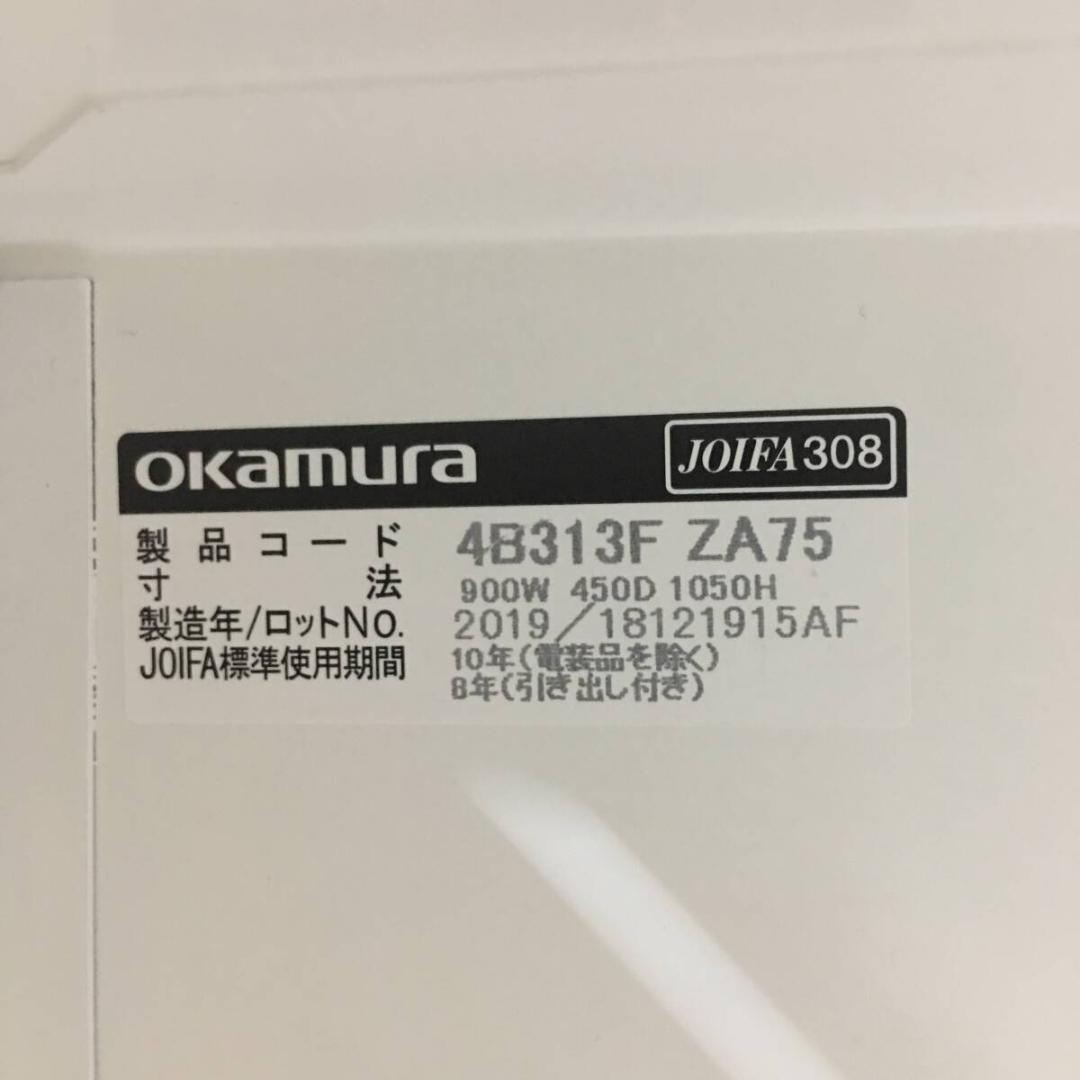 okamura JOIFA308
製品コード 4B313F ZA75
寸法 900W 450D 1050H
製造年/ロットNo. 2019/18121915AF
JOIFA標準使用期間 10年(電装品を除く)
8年(引き出し付き)